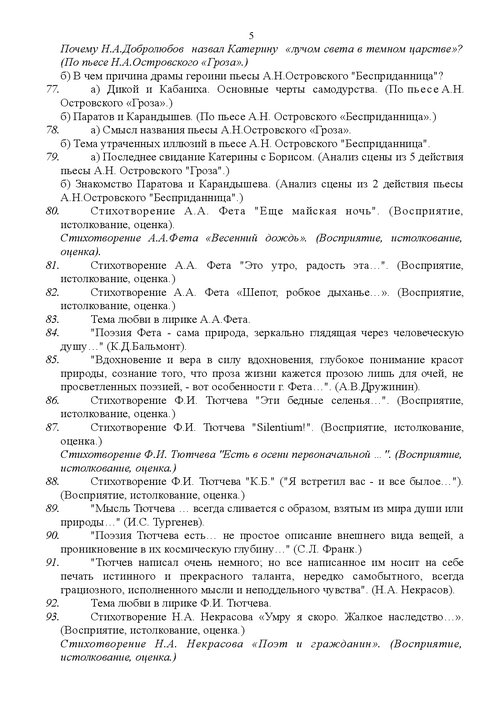 5
Почему Н.А.Добролюбов назвал Катерину «лучом света в темном царстве»?
(По пьесе Н.А.Островского «Гроза».)
б) В чем причина драмы героини пьесы А.Н.Островского "Бесприданница"?
77. а) Дикой и Кабаниха. Основные черты самодурства. (По пьесе А.Н.
Островского «Гроза».)
б) Паратов и Карандышев. (По пьесе А.Н. Островского «Бесприданница».)
78. а) Смысл названия пьесы А.Н.Островского «Гроза».
б) Тема утраченных иллюзий в пьесе А.Н. Островского "Бесприданница".
79. а) Последнее свидание Катерины с Борисом. (Анализ сцены из 5 действия
пьесы А.Н. Островского "Гроза".)
б) Знакомство Паратова и Карандышева. (Анализ сцены из 2 действия пьесы
А.Н.Островского "Бесприданница".)
80. Стихотворение А.А. Фета "Еще майская ночь". (Восприятие,
истолкование, оценка).
Стихотворение А.А.Фета «Весенний дождь». (Восприятие, истолкование,
оценка).
81. Стихотворение А.А. Фета "Это утро, радость эта…". (Восприятие,
истолкование, оценка.)
82. Стихотворение А.А. Фета «Шепот, робкое дыханье…». (Восприятие,
истолкование, оценка.)
83. Тема любви в лирике А.А.Фета.
84. "Поэзия Фета - сама природа, зеркально глядящая через человеческую
душу…" (К.Д.Бальмонт).
85. "Вдохновение и вера в силу вдохновения, глубокое понимание красот
природы, сознание того, что проза жизни кажется прозою лишь для очей, не
просветленных поэзией, - вот особенности г. Фета…". (А.В.Дружинин).
86. Стихотворение Ф.И. Тютчева "Эти бедные селенья…". (Восприятие,
истолкование, оценка.)
87. Стихотворение Ф.И. Тютчева "Silentium!". (Восприятие, истолкование,
оценка.)
Стихотворение Ф.И. Тютчева "Есть в осени первоначальной …". (Восприятие,
истолкование, оценка.)
88. Стихотворение Ф.И. Тютчева "К.Б." ("Я встретил вас - и все былое…").
(Восприятие, истолкование, оценка.)
89. "Мысль Тютчева … всегда сливается с образом, взятым из мира души или
природы…" (И.С. Тургенев).
90. "Поэзия Тютчева есть… не простое описание внешнего вида вещей, а
проникновение в их космическую глубину…" (С.Л. Франк.)
91. "Тютчев написал очень немного; но все написанное им носит на себе
печать истинного и прекрасного таланта, нередко самобытного, всегда
грациозного, исполненного мысли и неподдельного чувства". (Н.А. Некрасов).
92. Тема любви в лирике Ф.И. Тютчева.
93. Стихотворение Н.А. Некрасова «Умру я скоро. Жалкое наследство…».
(Восприятие, истолкование, оценка.)
Стихотворение Н.А. Некрасова «Поэт и гражданин». (Восприятие,
истолкование, оценка.)